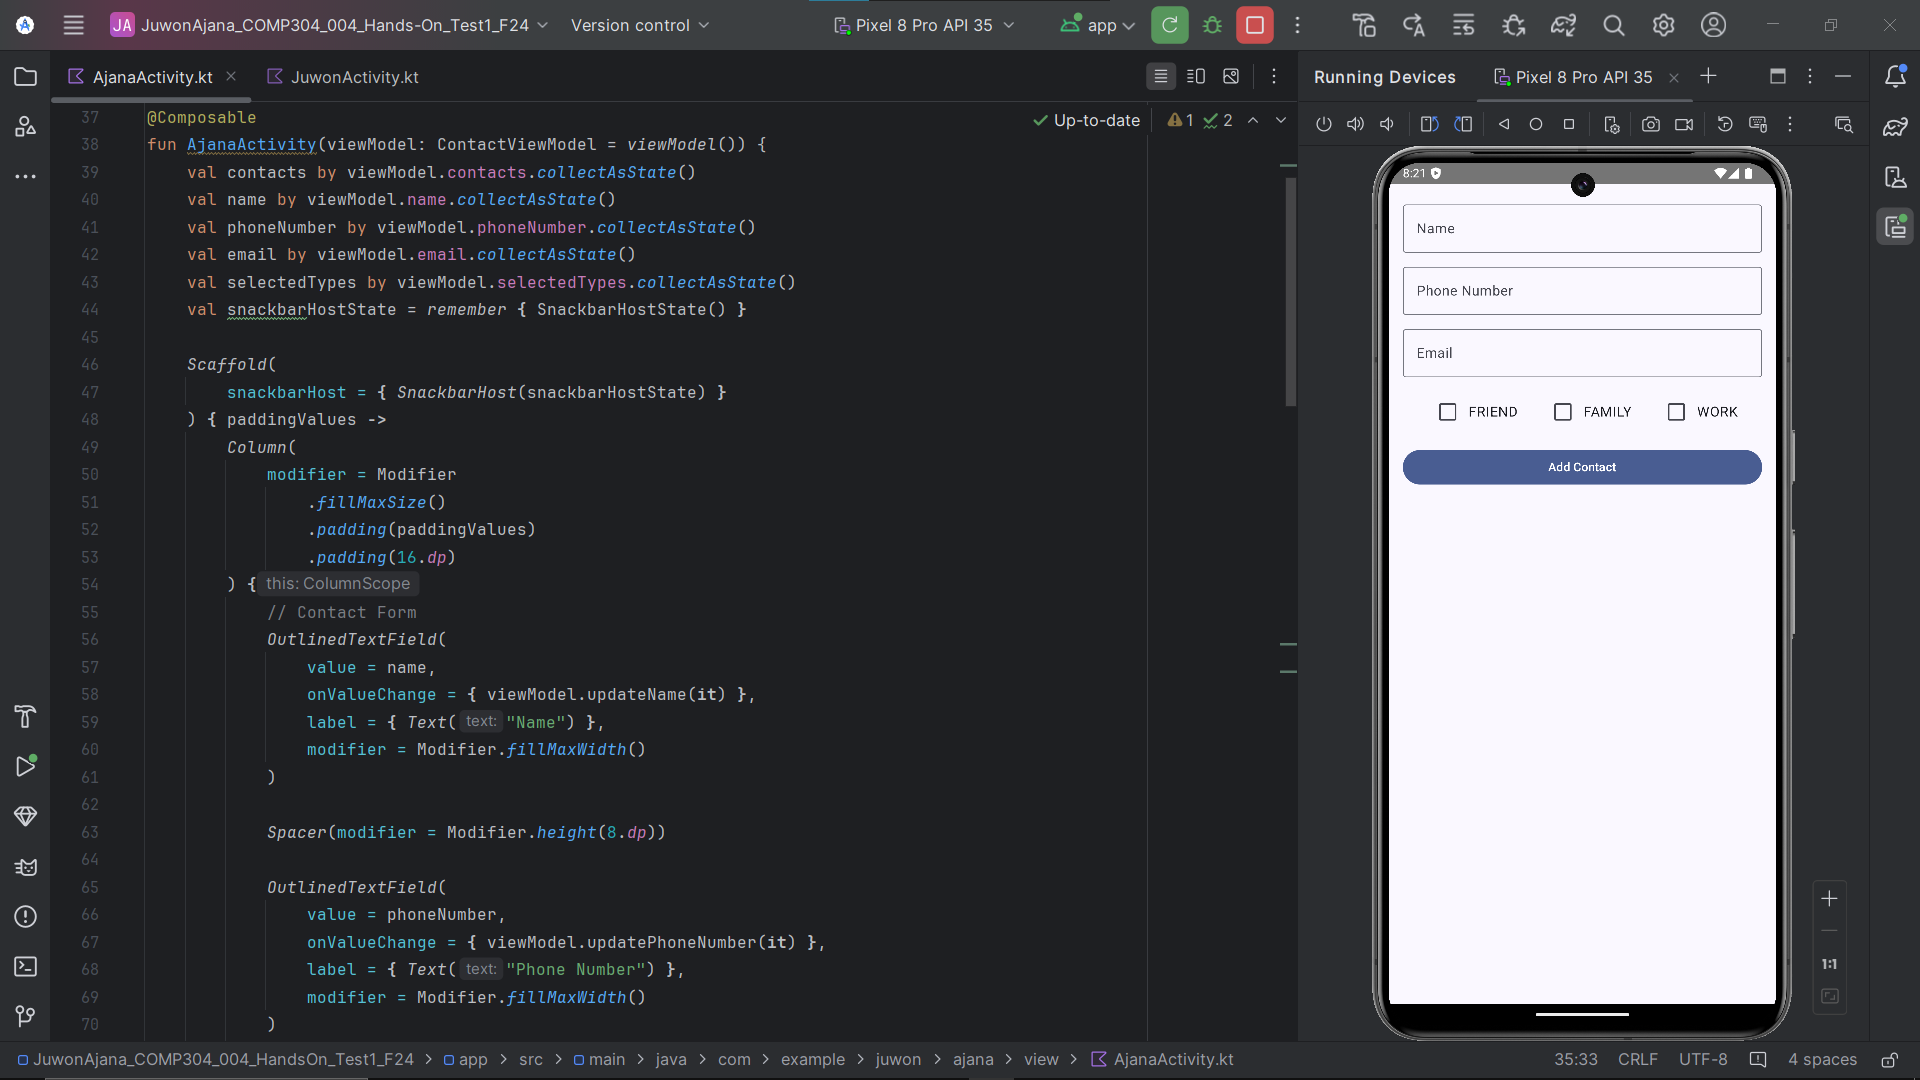 JA JuwonAjana_COMP304_004_Hands-On_Test1_F24 Version control Pixel 8 Pro API 35 app
AjanaActivity.kt JuwonActivity.kt
Up-to-date 1 2
37 @Composable
38 fun AjanaActivity(viewModel: ContactViewModel = viewModel()) {
39 val contacts by viewModel.contacts.collectAsState()
40 val name by viewModel.name.collectAsState()
41 val phoneNumber by viewModel.phoneNumber.collectAsState()
42 val email by viewModel.email.collectAsState()
43 val selectedTypes by viewModel.selectedTypes.collectAsState()
44 val snackbarHostState = remember { SnackbarHostState() }
45
46 Scaffold(
47 snackbarHost = { SnackbarHost(snackbarHostState) }
48 ) { paddingValues ->
49 Column(
50 modifier = Modifier
51 .fillMaxSize()
52 .padding(paddingValues)
53 .padding(16.dp)
54 ) { this: ColumnScope
55 // Contact Form
56 OutlinedTextField(
57 value = name,
58 onValueChange = { viewModel.updateName(it) },
59 label = { Text( text: "Name") },
60 modifier = Modifier.fillMaxWidth()
61 )
62
63 Spacer(modifier = Modifier.height(8.dp))
64
65 OutlinedTextField(
66 value = phoneNumber,
67 onValueChange = { viewModel.updatePhoneNumber(it) },
68 label = { Text( text: "Phone Number") },
69 modifier = Modifier.fillMaxWidth()
70 )
Running Devices Pixel 8 Pro API 35
8:21
Name
Phone Number
Email
FRIEND FAMILY WORK
Add Contact
1:1
JuwonAjana_COMP304_004_HandsOn_Test1_F24 > app > src > main > java > com > example > juwon > ajana > view > AjanaActivity.kt 35:33 CRLF UTF-8 4 spaces